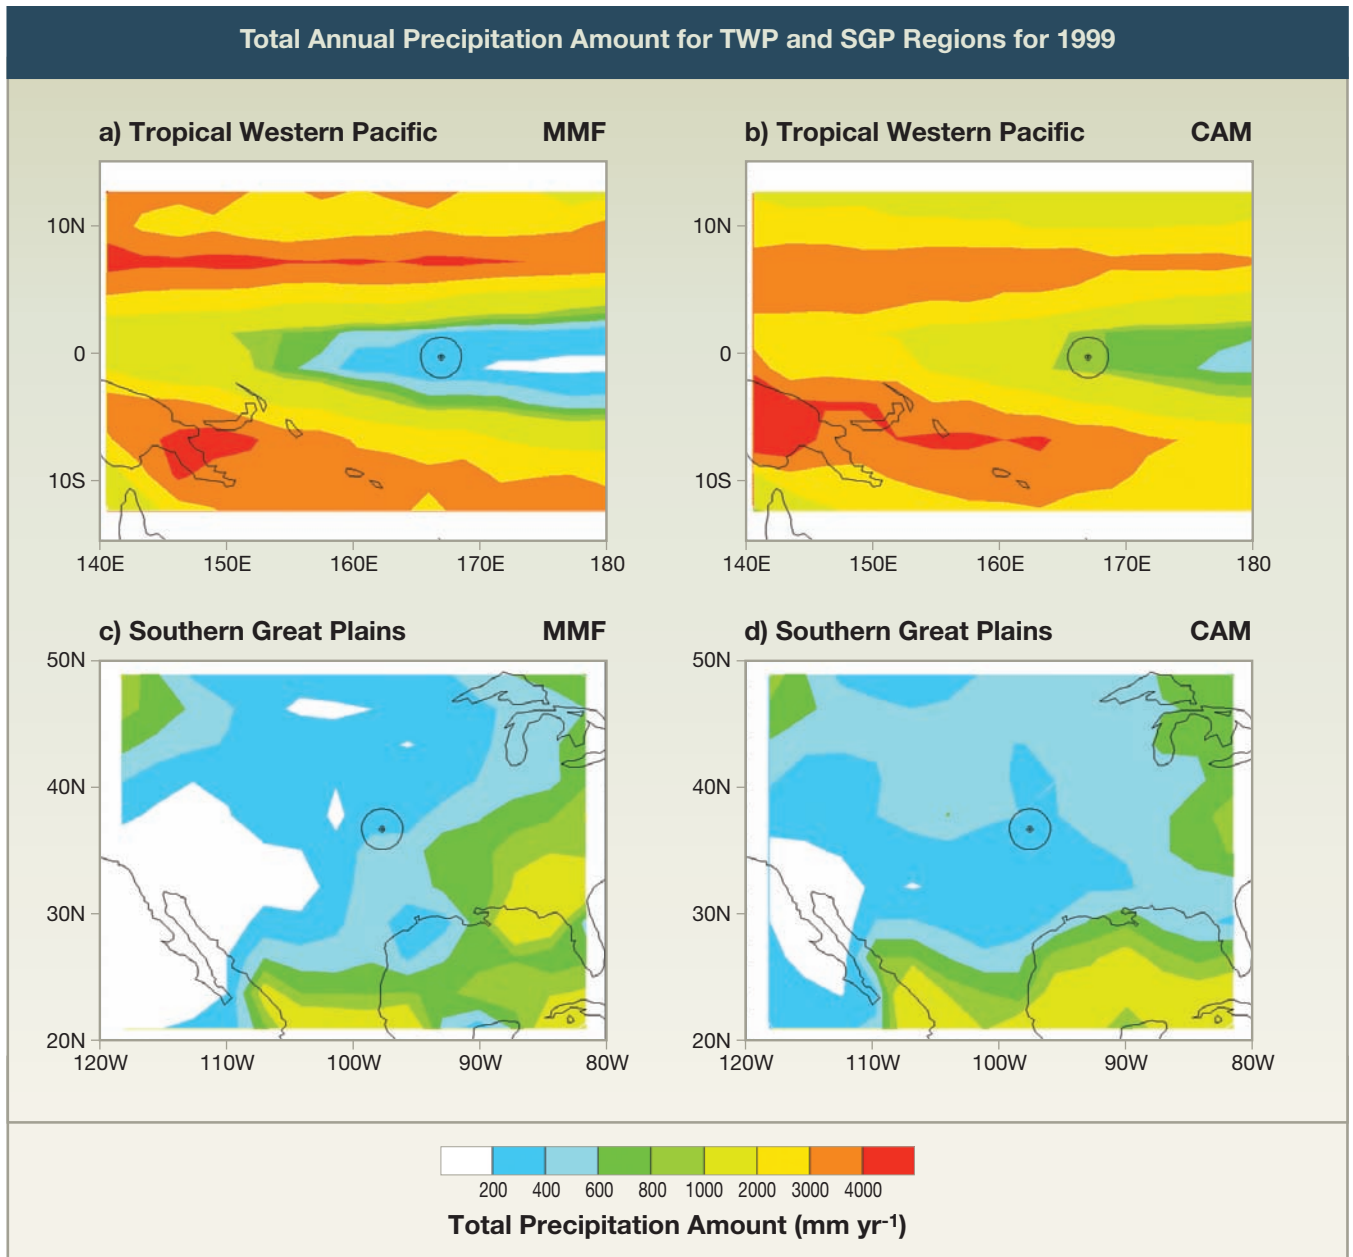 Total Annual Precipitation Amount for TWP and SGP Regions for 1999
a) Tropical Western Pacific MMF
10N
0
10S
140E 150E 160E 170E 180
b) Tropical Western Pacific CAM
10N
0
10S
140E 150E 160E 170E 180
c) Southern Great Plains MMF
50N
40N
30N
20N
120W 110W 100W 90W 80W
d) Southern Great Plains CAM
50N
40N
30N
20N
120W 110W 100W 90W 80W
200 400 600 800 1000 2000 3000 4000
Total Precipitation Amount (mm yr-1)